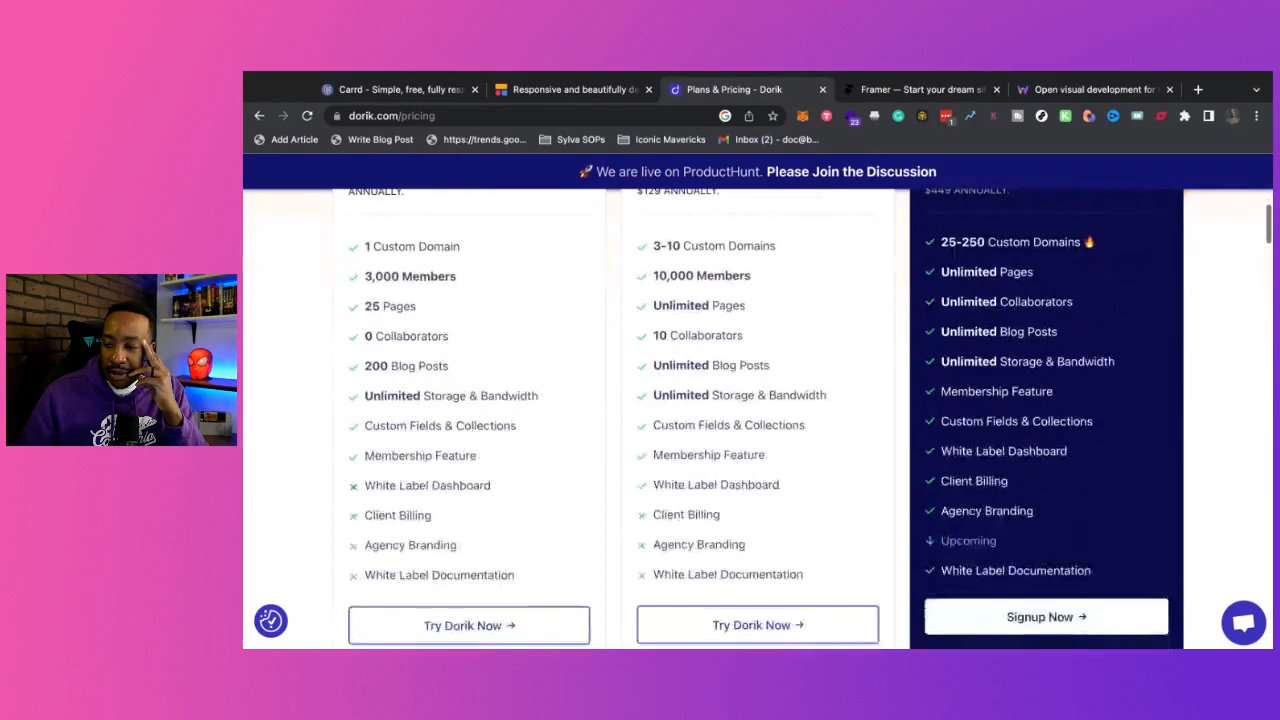 Carrd - Simple, free, fully resp
Responsive and beautifully de
Plans & Pricing - Dorik
Framer — Start your dream si
Open visual development for
dorik.com/pricing
23
1
Add Article
Write Blog Post
https://trends.goo...
Sylva SOPs
Iconic Mavericks
Inbox (2) - doc@b...
🚀 We are live on ProductHunt. Please Join the Discussion
ANNUALLY.
1 Custom Domain
3,000 Members
25 Pages
0 Collaborators
200 Blog Posts
Unlimited Storage & Bandwidth
Custom Fields & Collections
Membership Feature
White Label Dashboard
Client Billing
Agency Branding
White Label Documentation
Try Dorik Now →
$129 ANNUALLY.
3-10 Custom Domains
10,000 Members
Unlimited Pages
10 Collaborators
Unlimited Blog Posts
Unlimited Storage & Bandwidth
Custom Fields & Collections
Membership Feature
White Label Dashboard
Client Billing
Agency Branding
White Label Documentation
Try Dorik Now →
$449 ANNUALLY.
25-250 Custom Domains 🔥
Unlimited Pages
Unlimited Collaborators
Unlimited Blog Posts
Unlimited Storage & Bandwidth
Membership Feature
Custom Fields & Collections
White Label Dashboard
Client Billing
Agency Branding
Upcoming
White Label Documentation
Signup Now →